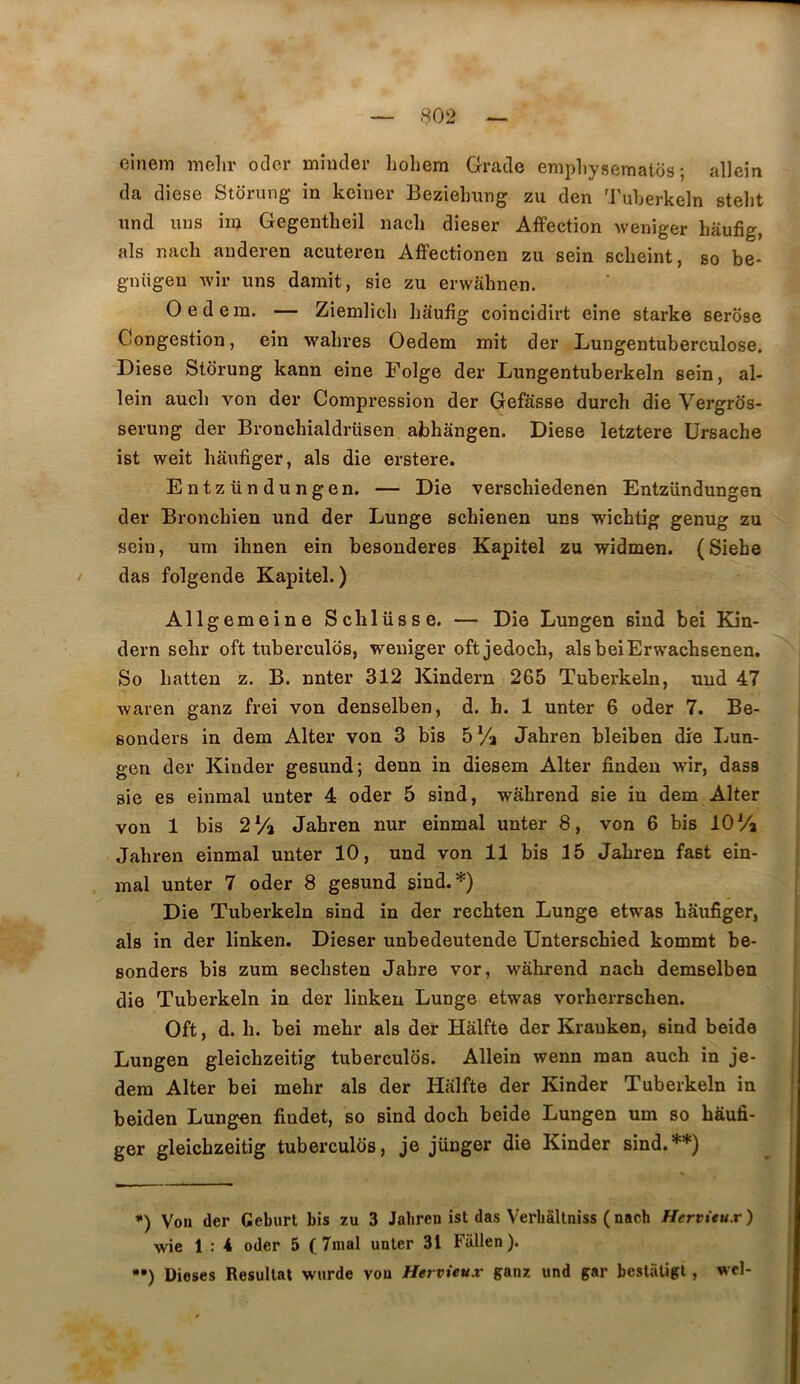 — 802 —
einem mehr oder minder hohem Grade emphysematös; allein
da diese Störung in keiner Beziehung zu den Tuberkeln steht
und uns im Gegentheil nach dieser Affection weniger häufig,
als nach anderen acuteren Affectionen zu sein scheint, so be-
gnügen wir uns damit, sie zu erwähnen.
Oedem. — Ziemlich häufig coincidirt eine starke seröse
Congestion, ein wahres Oedem mit der Lungentuberculose.
Diese Störung kann eine Folge der Lungentuberkeln sein, al-
lein auch von der Compression der Gefässe durch die Vergrös-
serung der Bronchialdrüsen abhängen. Diese letztere Ursache
ist weit häufiger, als die erstere.
Entzündungen. — Die verschiedenen Entzündungen
der Bronchien und der Lunge schienen uns wichtig genug zu
sein, um ihnen ein besonderes Kapitel zu widmen. (Siehe
das folgende Kapitel.)
Allgemeine Schlüsse. — Die Lungen sind bei Kin-
dern sehr oft tuberculös, weniger oft jedoch, als bei Erwachsenen.
So hatten z. B. nnter 312 Kindern 265 Tuberkeln, und 47
waren ganz frei von denselben, d. h. 1 unter 6 oder 7. Be-
sonders in dem Alter von 3 bis 5½ Jahren bleiben die Lun-
gen der Kinder gesund; denn in diesem Alter finden wir, dass
sie es einmal unter 4 oder 5 sind, während sie in dem Alter
von 1 bis 2½ Jahren nur einmal unter 8, von 6 bis 10½
Jahren einmal unter 10, und von 11 bis 15 Jahren fast ein-
mal unter 7 oder 8 gesund sind.*)
Die Tuberkeln sind in der rechten Lunge etwas häufiger,
als in der linken. Dieser unbedeutende Unterschied kommt be-
sonders bis zum sechsten Jahre vor, während nach demselben
die Tuberkeln in der linken Lunge etwas vorherrschen.
Oft, d. h. bei mehr als der Hälfte der Kranken, sind beide
Lungen gleichzeitig tuberculös. Allein wenn man auch in je-
dem Alter bei mehr als der Hälfte der Kinder Tuberkeln in
beiden Lungen findet, so sind doch beide Lungen um so häufi-
ger gleichzeitig tuberculös, je jünger die Kinder sind.**)
*) Von der Geburt bis zu 3 Jahren ist das Verhältniss (nach Hervieux)
wie 1 : 4 oder 5 (7mal unter 31 Fällen).
**) Dieses Resultat wurde von Hervieux ganz und gar bestätigt, wel-